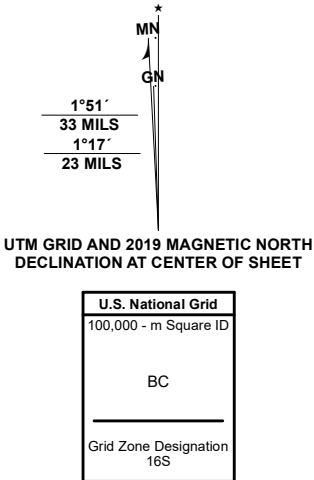 ★
MN
GN
1°51´
33 MILS
1°17´
23 MILS
UTM GRID AND 2019 MAGNETIC NORTH
DECLINATION AT CENTER OF SHEET
U.S. National Grid
100,000 - m Square ID
BC
Grid Zone Designation
16S